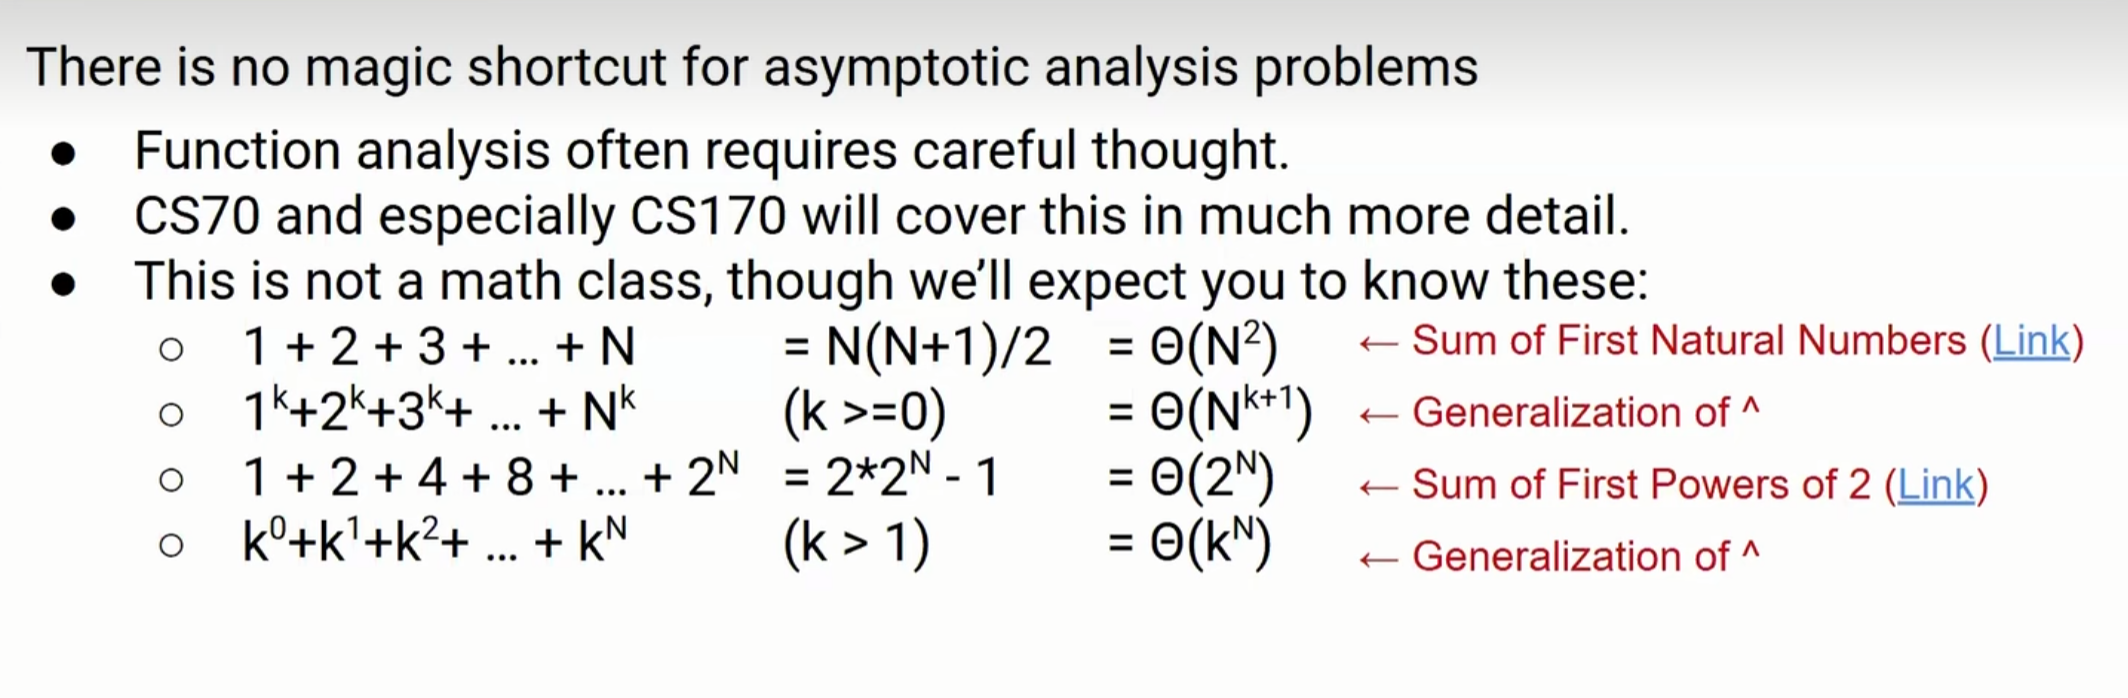 There is no magic shortcut for asymptotic analysis problems
● Function analysis often requires careful thought.
● CS70 and especially CS170 will cover this in much more detail.
● This is not a math class, though we'll expect you to know these:
○ 1 + 2 + 3 + ... + N = N(N+1)/2 = Θ(N²) ← Sum of First Natural Numbers (Link)
○ 1ᵏ+2ᵏ+3ᵏ+ ... + Nᵏ (k >=0) = Θ(Nᵏ⁺¹) ← Generalization of ^
○ 1 + 2 + 4 + 8 + ... + 2ᴺ = 2*2ᴺ - 1 = Θ(2ᴺ) ← Sum of First Powers of 2 (Link)
○ k⁰+k¹+k²+ ... + kᴺ (k > 1) = Θ(kᴺ) ← Generalization of ^